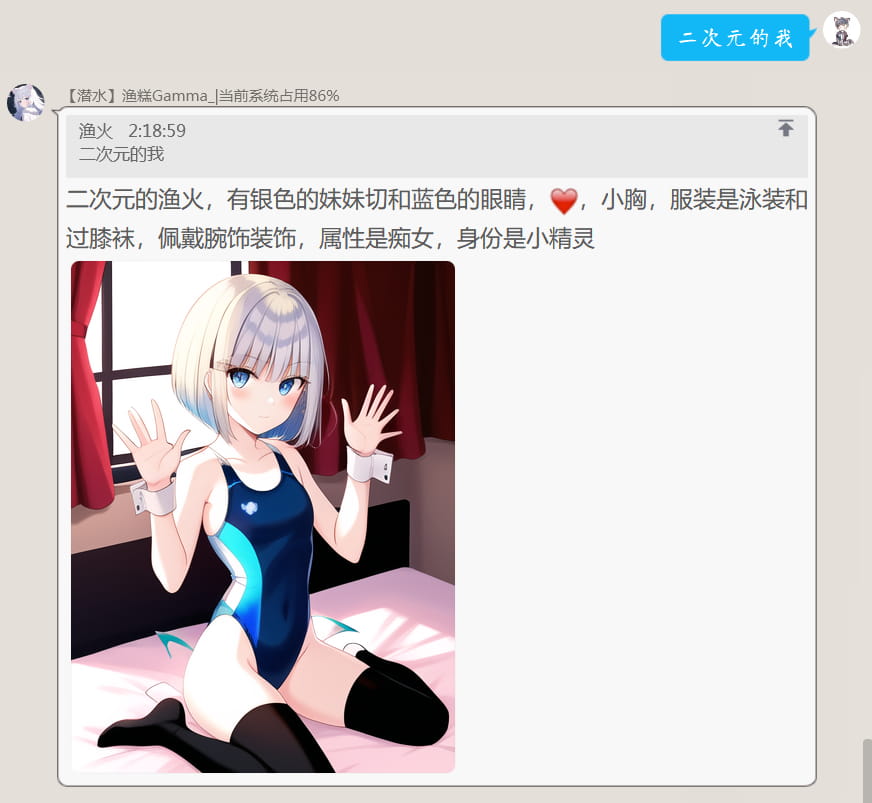 二次元的我
【潜水】渔糕Gamma_|当前系统占用86%
渔火 2:18:59
二次元的我
二次元的渔火，有银色的妹妹切和蓝色的眼睛，❤️，小胸，服装是泳装和
过膝袜，佩戴腕饰装饰，属性是痴女，身份是小精灵